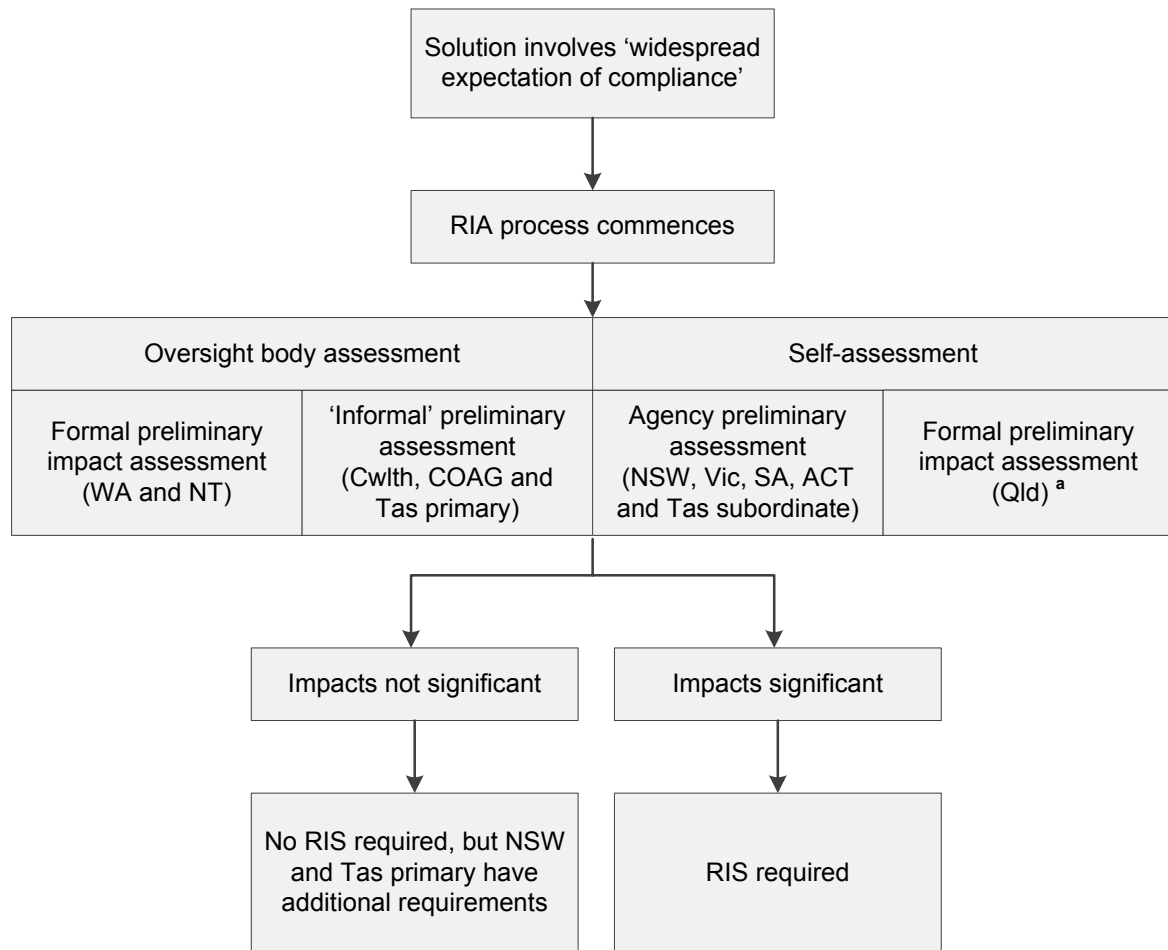 Solution involves ‘widespread
expectation of compliance’
RIA process commences
Oversight body assessment
Self-assessment
Formal preliminary
impact assessment
(WA and NT)
‘Informal’ preliminary
assessment
(Cwlth, COAG and
Tas primary)
Agency preliminary
assessment
(NSW, Vic, SA, ACT
and Tas subordinate)
Formal preliminary
impact assessment
(Qld) a
Impacts not significant
Impacts significant
No RIS required, but NSW
and Tas primary have
additional requirements
RIS required